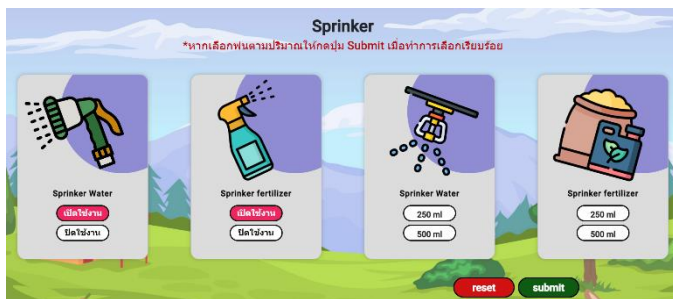 Sprinker
*หากเลือกพ่นตามปริมาณให้กดปุ่ม Submit เมื่อทำการเลือกเรียบร้อย
Sprinker Water
เปิดใช้งาน
ปิดใช้งาน
Sprinker fertilizer
เปิดใช้งาน
ปิดใช้งาน
Sprinker Water
250 ml
500 ml
Sprinker fertilizer
250 ml
500 ml
reset
submit